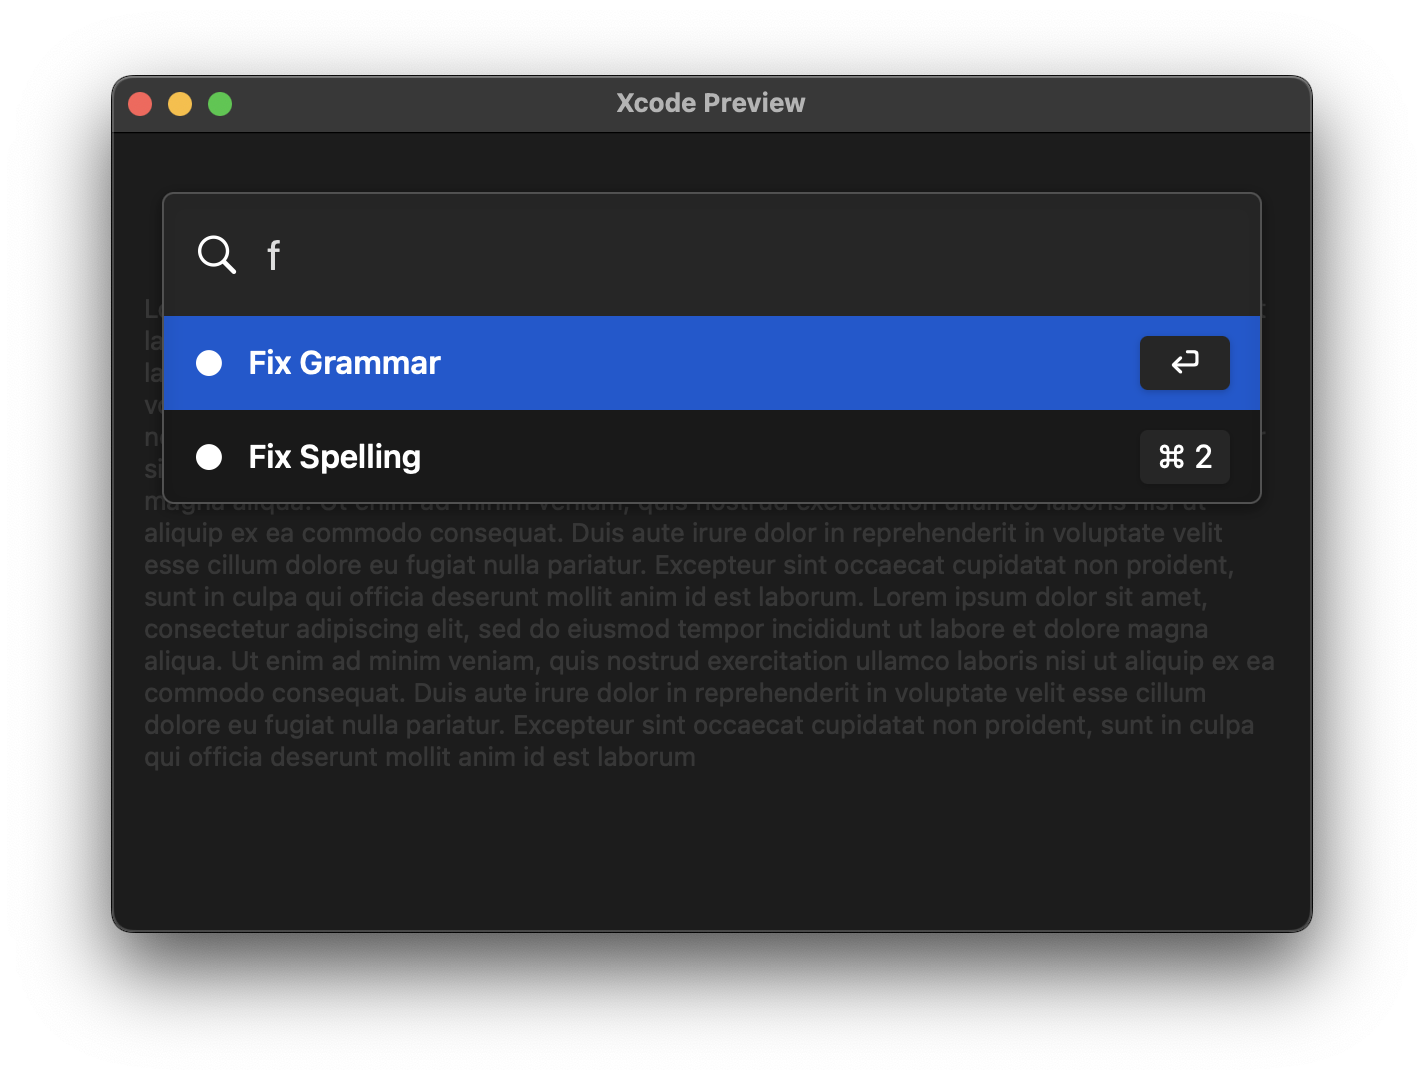 Xcode Preview
f
Fix Grammar
Fix Spelling
⌘ 2
aliquip ex ea commodo consequat. Duis aute irure dolor in reprehenderit in voluptate velit
esse cillum dolore eu fugiat nulla pariatur. Excepteur sint occaecat cupidatat non proident,
sunt in culpa qui officia deserunt mollit anim id est laborum. Lorem ipsum dolor sit amet,
consectetur adipiscing elit, sed do eiusmod tempor incididunt ut labore et dolore magna
aliqua. Ut enim ad minim veniam, quis nostrud exercitation ullamco laboris nisi ut aliquip ex ea
commodo consequat. Duis aute irure dolor in reprehenderit in voluptate velit esse cillum
dolore eu fugiat nulla pariatur. Excepteur sint occaecat cupidatat non proident, sunt in culpa
qui officia deserunt mollit anim id est laborum